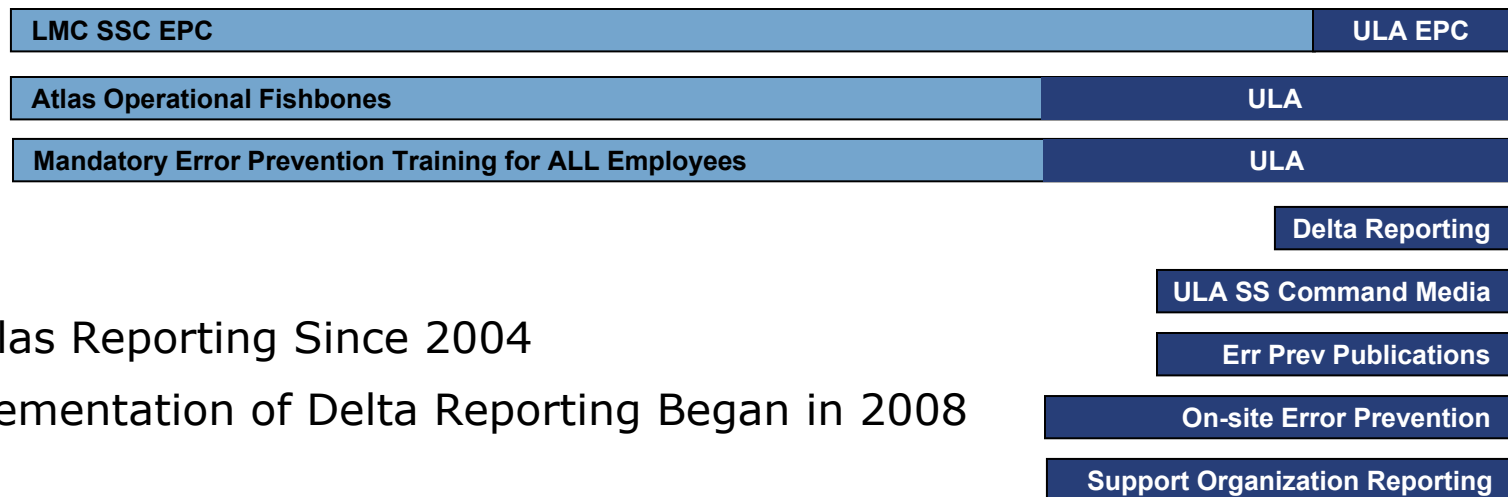 LMC SSC EPC ULA EPC
Atlas Operational Fishbones ULA
Mandatory Error Prevention Training for ALL Employees ULA
Delta Reporting
ULA SS Command Media
las Reporting Since 2004
Err Prev Publications
ementation of Delta Reporting Began in 2008
On-site Error Prevention
Support Organization Reporting